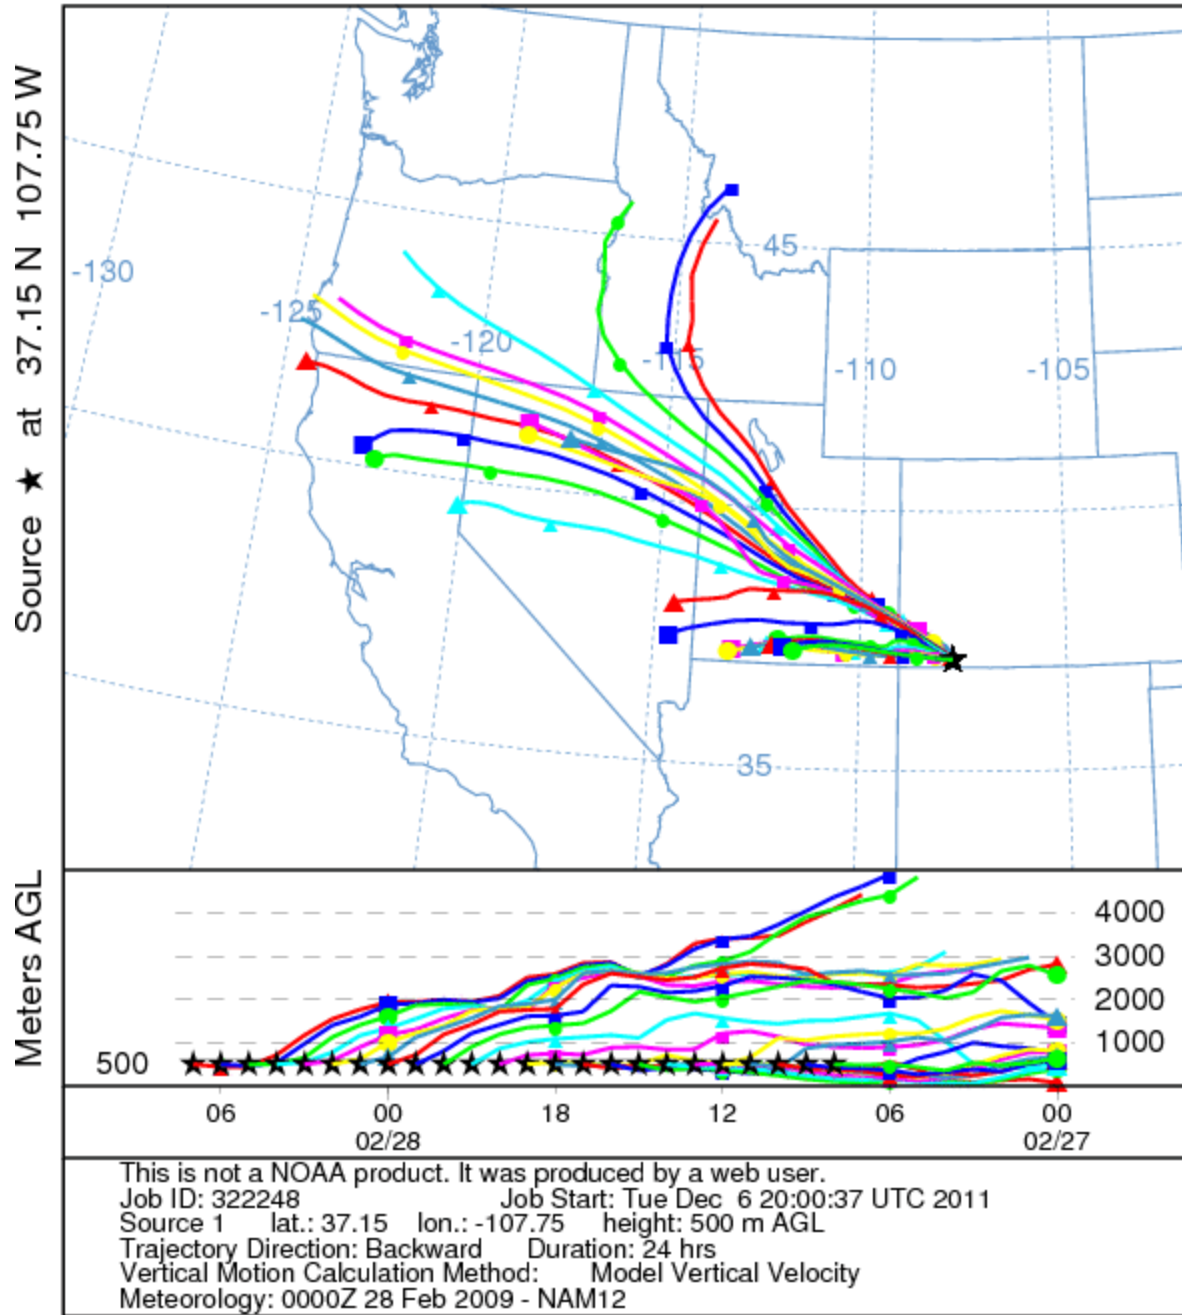 Source ★ at 37.15 N 107.75 W
-130
-125
-120
-115
-110
-105
45
35
Meters AGL
4000
3000
2000
1000
500
06 00 18 12 06 00
02/28 02/27
This is not a NOAA product. It was produced by a web user.
Job ID: 322248 Job Start: Tue Dec 6 20:00:37 UTC 2011
Source 1 lat.: 37.15 lon.: -107.75 height: 500 m AGL
Trajectory Direction: Backward Duration: 24 hrs
Vertical Motion Calculation Method: Model Vertical Velocity
Meteorology: 0000Z 28 Feb 2009 - NAM12